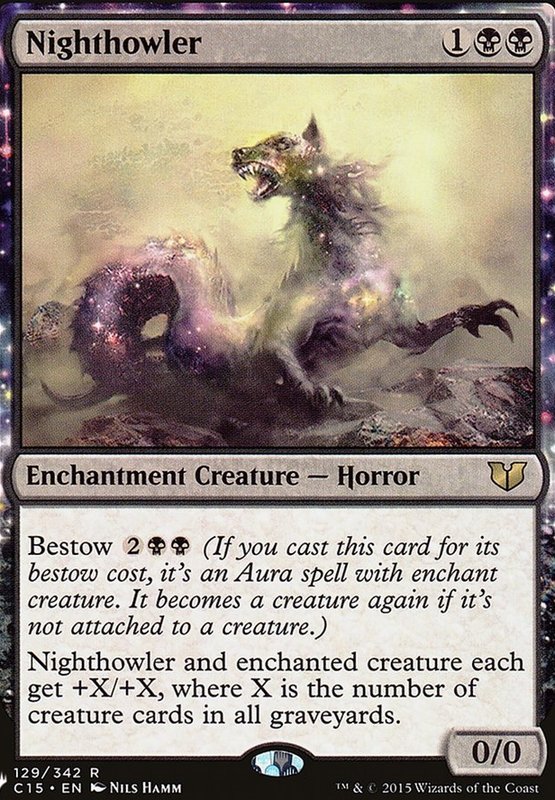 Nighthowler 1
Enchantment Creature — Horror
Bestow 2 (If you cast this card for its
bestow cost, it's an Aura spell with enchant
creature. It becomes a creature again if it's
not attached to a creature.)
Nighthowler and enchanted creature each
get +X/+X, where X is the number of
creature cards in all graveyards.
0/0
129/342 R
C15 • EN Nils Hamm
™ & © 2015 Wizards of the Coast